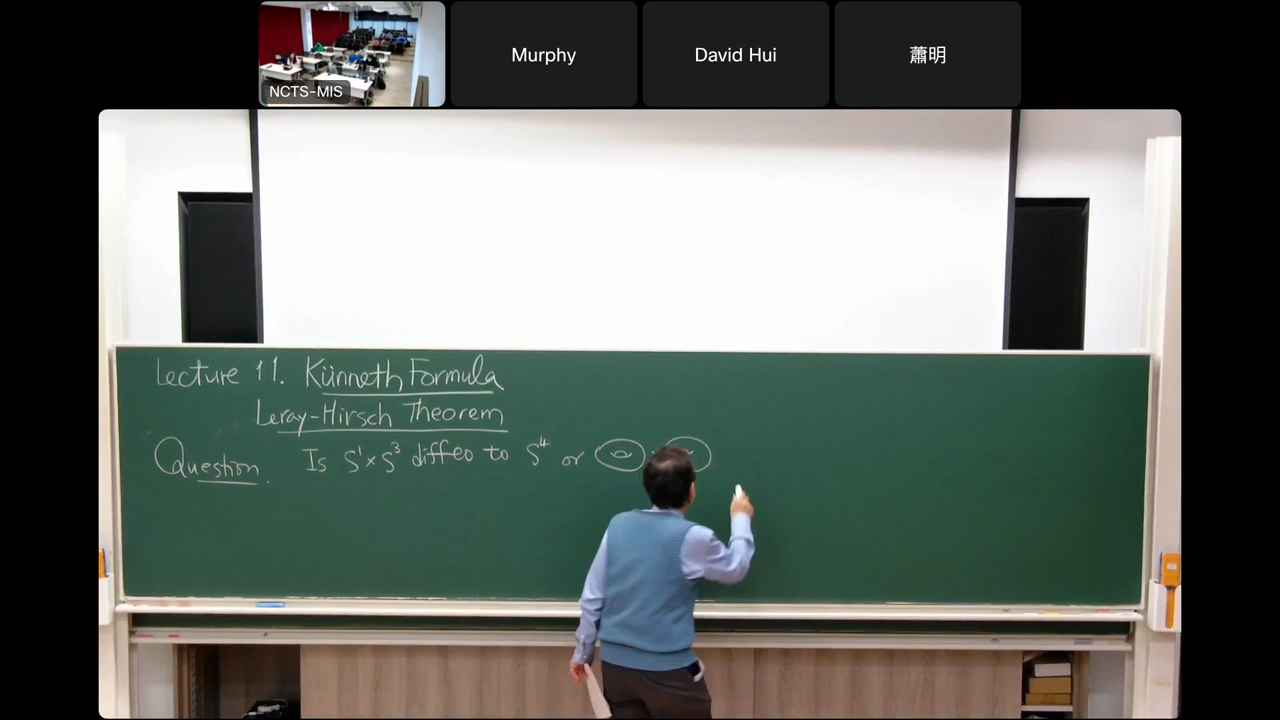 NCTS-MIS
Murphy
David Hui
蕭明
Lecture 11. Künneth Formula
Leray-Hirsch Theorem
Question. Is S¹×S³ diffeo to S⁴ or